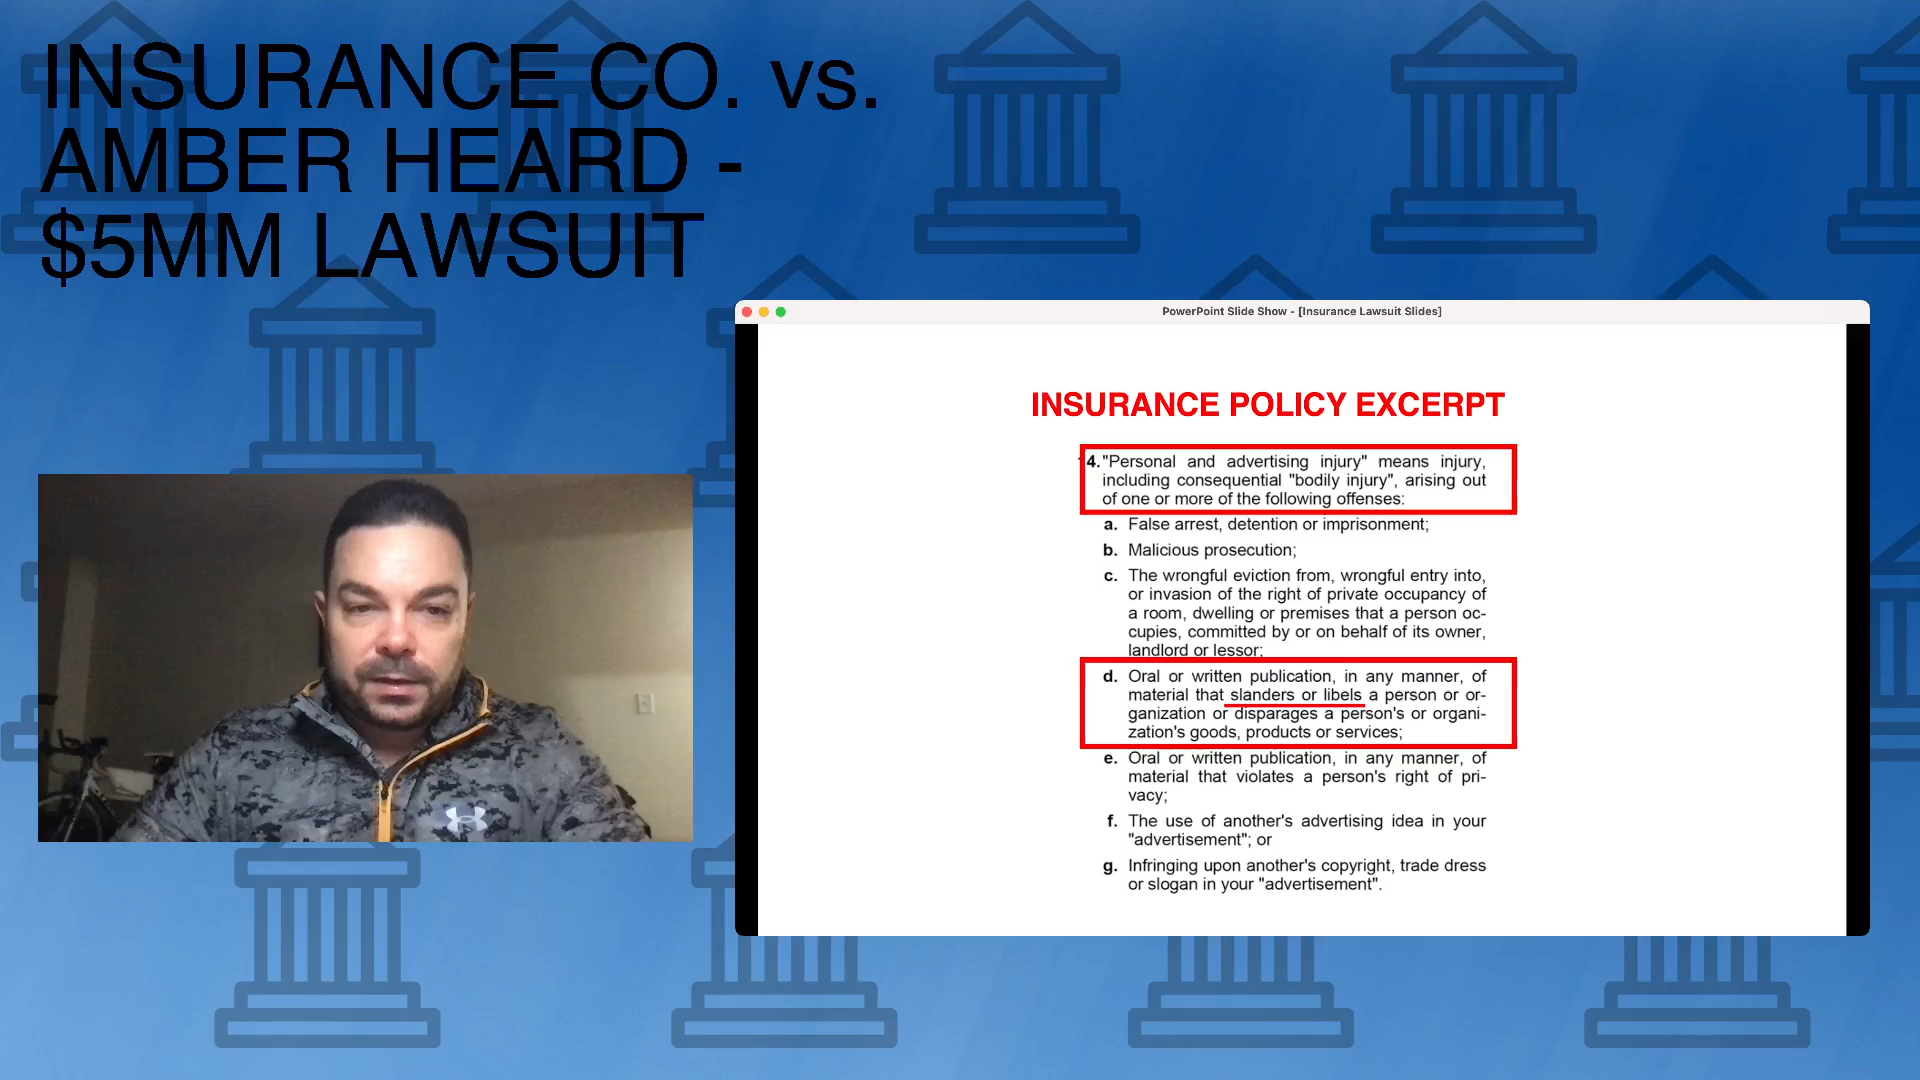 INSURANCE CO. vs.
AMBER HEARD -
$5MM LAWSUIT
PowerPoint Slide Show - [Insurance Lawsuit Slides]
INSURANCE POLICY EXCERPT
4. "Personal and advertising injury" means injury,
including consequential "bodily injury", arising out
of one or more of the following offenses:
a. False arrest, detention or imprisonment;
b. Malicious prosecution;
c. The wrongful eviction from, wrongful entry into,
or invasion of the right of private occupancy of
a room, dwelling or premises that a person oc-
cupies, committed by or on behalf of its owner,
landlord or lessor;
d. Oral or written publication, in any manner, of
material that slanders or libels a person or or-
ganization or disparages a person's or organi-
zation's goods, products or services;
e. Oral or written publication, in any manner, of
material that violates a person's right of pri-
vacy;
f. The use of another's advertising idea in your
"advertisement"; or
g. Infringing upon another's copyright, trade dress
or slogan in your "advertisement".